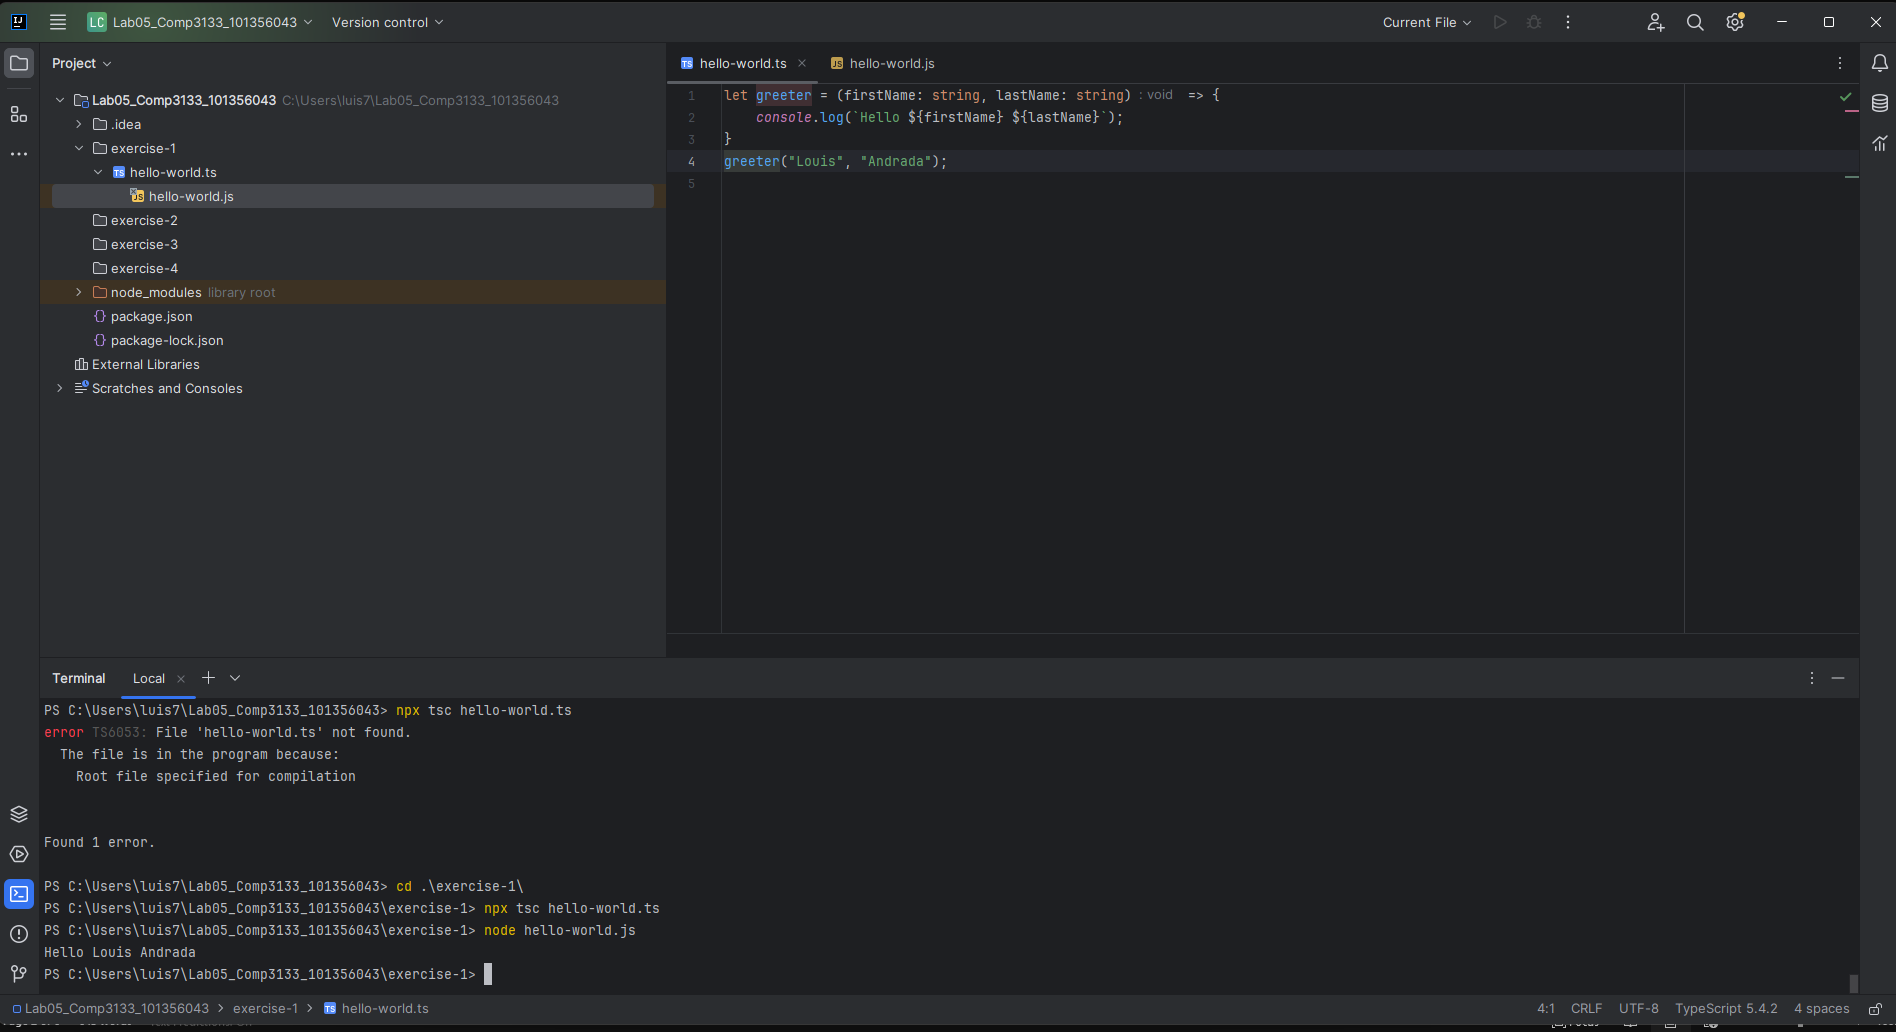 IJ
LC Lab05_Comp3133_101356043 Version control Current File
Project
hello-world.ts hello-world.js
Lab05_Comp3133_101356043 C:\Users\luis7\Lab05_Comp3133_101356043
.idea
exercise-1
TS hello-world.ts
JS hello-world.js
exercise-2
exercise-3
exercise-4
node_modules library root
{} package.json
{} package-lock.json
External Libraries
Scratches and Consoles
1 let greeter = (firstName: string, lastName: string) : void => {
2 console.log(`Hello ${firstName} ${lastName}`);
3 }
4 greeter("Louis", "Andrada");
5
Terminal Local
PS C:\Users\luis7\Lab05_Comp3133_101356043> npx tsc hello-world.ts
error TS6053: File 'hello-world.ts' not found.
The file is in the program because:
Root file specified for compilation
Found 1 error.
PS C:\Users\luis7\Lab05_Comp3133_101356043> cd .\exercise-1\
PS C:\Users\luis7\Lab05_Comp3133_101356043\exercise-1> npx tsc hello-world.ts
PS C:\Users\luis7\Lab05_Comp3133_101356043\exercise-1> node hello-world.js
Hello Louis Andrada
PS C:\Users\luis7\Lab05_Comp3133_101356043\exercise-1>
Lab05_Comp3133_101356043 > exercise-1 > TS hello-world.ts 4:1 CRLF UTF-8 TypeScript 5.4.2 4 spaces